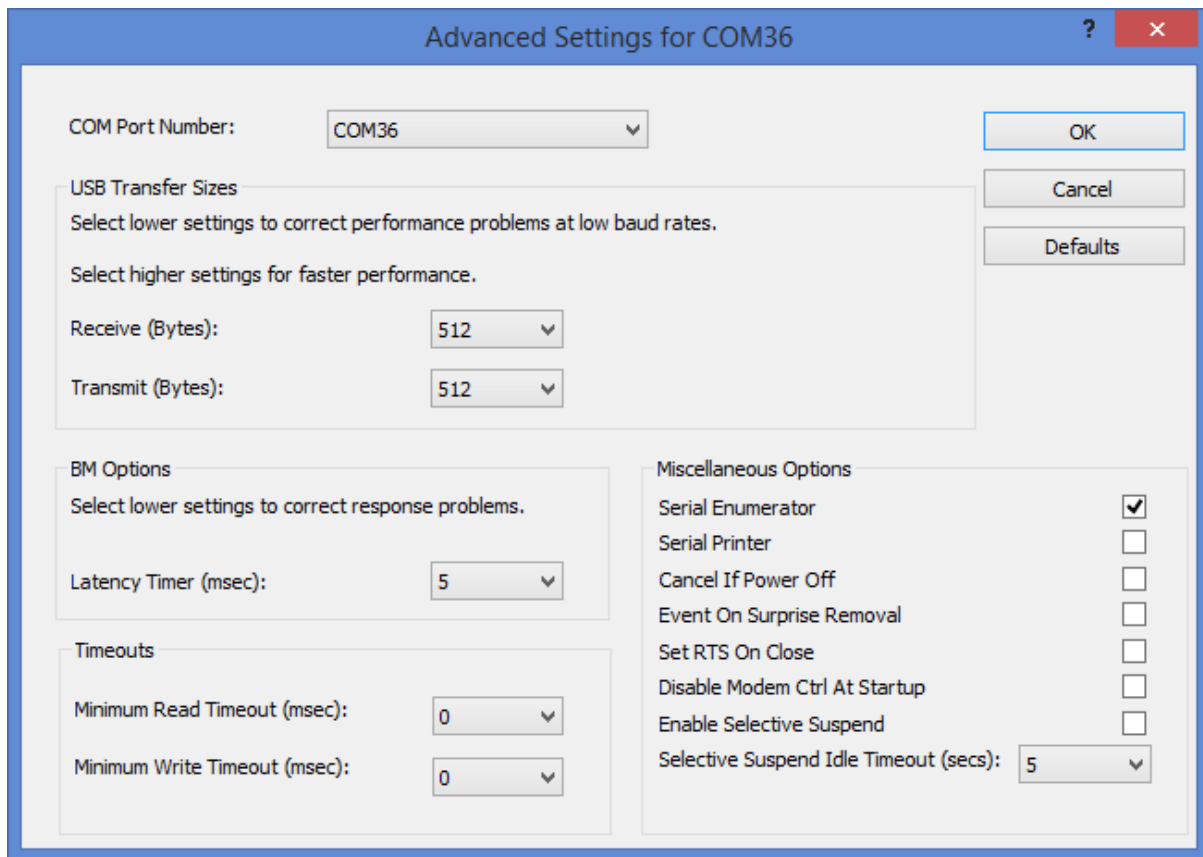 Advanced Settings for COM36
?
COM Port Number:
COM36
OK
USB Transfer Sizes
Cancel
Select lower settings to correct performance problems at low baud rates.
Defaults
Select higher settings for faster performance.
Receive (Bytes):
512
Transmit (Bytes):
512
BM Options
Select lower settings to correct response problems.
Latency Timer (msec):
5
Timeouts
Minimum Read Timeout (msec):
0
Minimum Write Timeout (msec):
0
Miscellaneous Options
Serial Enumerator
Serial Printer
Cancel If Power Off
Event On Surprise Removal
Set RTS On Close
Disable Modem Ctrl At Startup
Enable Selective Suspend
Selective Suspend Idle Timeout (secs):
5